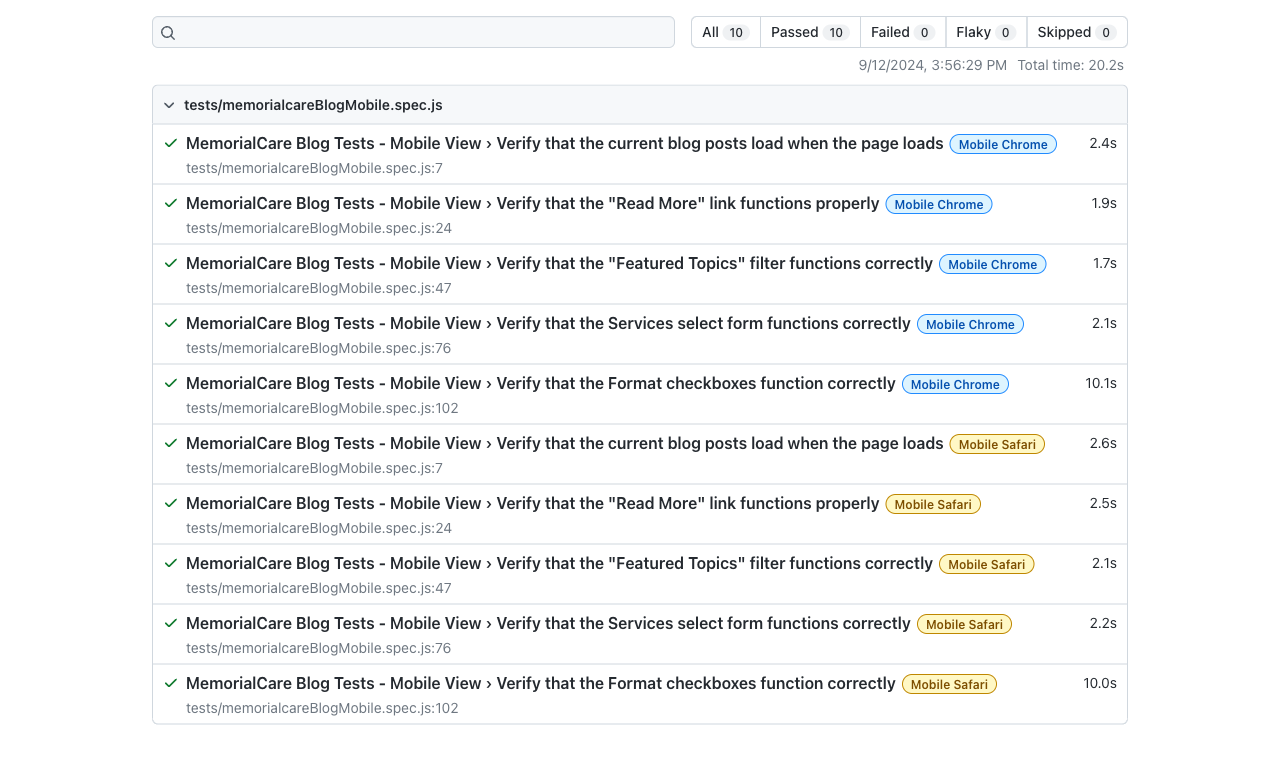 All 10 Passed 10 Failed 0 Flaky 0 Skipped 0
9/12/2024, 3:56:29 PM Total time: 20.2s
tests/memorialcareBlogMobile.spec.js
MemorialCare Blog Tests - Mobile View › Verify that the current blog posts load when the page loads Mobile Chrome 2.4s
tests/memorialcareBlogMobile.spec.js:7
MemorialCare Blog Tests - Mobile View › Verify that the "Read More" link functions properly Mobile Chrome 1.9s
tests/memorialcareBlogMobile.spec.js:24
MemorialCare Blog Tests - Mobile View › Verify that the "Featured Topics" filter functions correctly Mobile Chrome 1.7s
tests/memorialcareBlogMobile.spec.js:47
MemorialCare Blog Tests - Mobile View › Verify that the Services select form functions correctly Mobile Chrome 2.1s
tests/memorialcareBlogMobile.spec.js:76
MemorialCare Blog Tests - Mobile View › Verify that the Format checkboxes function correctly Mobile Chrome 10.1s
tests/memorialcareBlogMobile.spec.js:102
MemorialCare Blog Tests - Mobile View › Verify that the current blog posts load when the page loads Mobile Safari 2.6s
tests/memorialcareBlogMobile.spec.js:7
MemorialCare Blog Tests - Mobile View › Verify that the "Read More" link functions properly Mobile Safari 2.5s
tests/memorialcareBlogMobile.spec.js:24
MemorialCare Blog Tests - Mobile View › Verify that the "Featured Topics" filter functions correctly Mobile Safari 2.1s
tests/memorialcareBlogMobile.spec.js:47
MemorialCare Blog Tests - Mobile View › Verify that the Services select form functions correctly Mobile Safari 2.2s
tests/memorialcareBlogMobile.spec.js:76
MemorialCare Blog Tests - Mobile View › Verify that the Format checkboxes function correctly Mobile Safari 10.0s
tests/memorialcareBlogMobile.spec.js:102